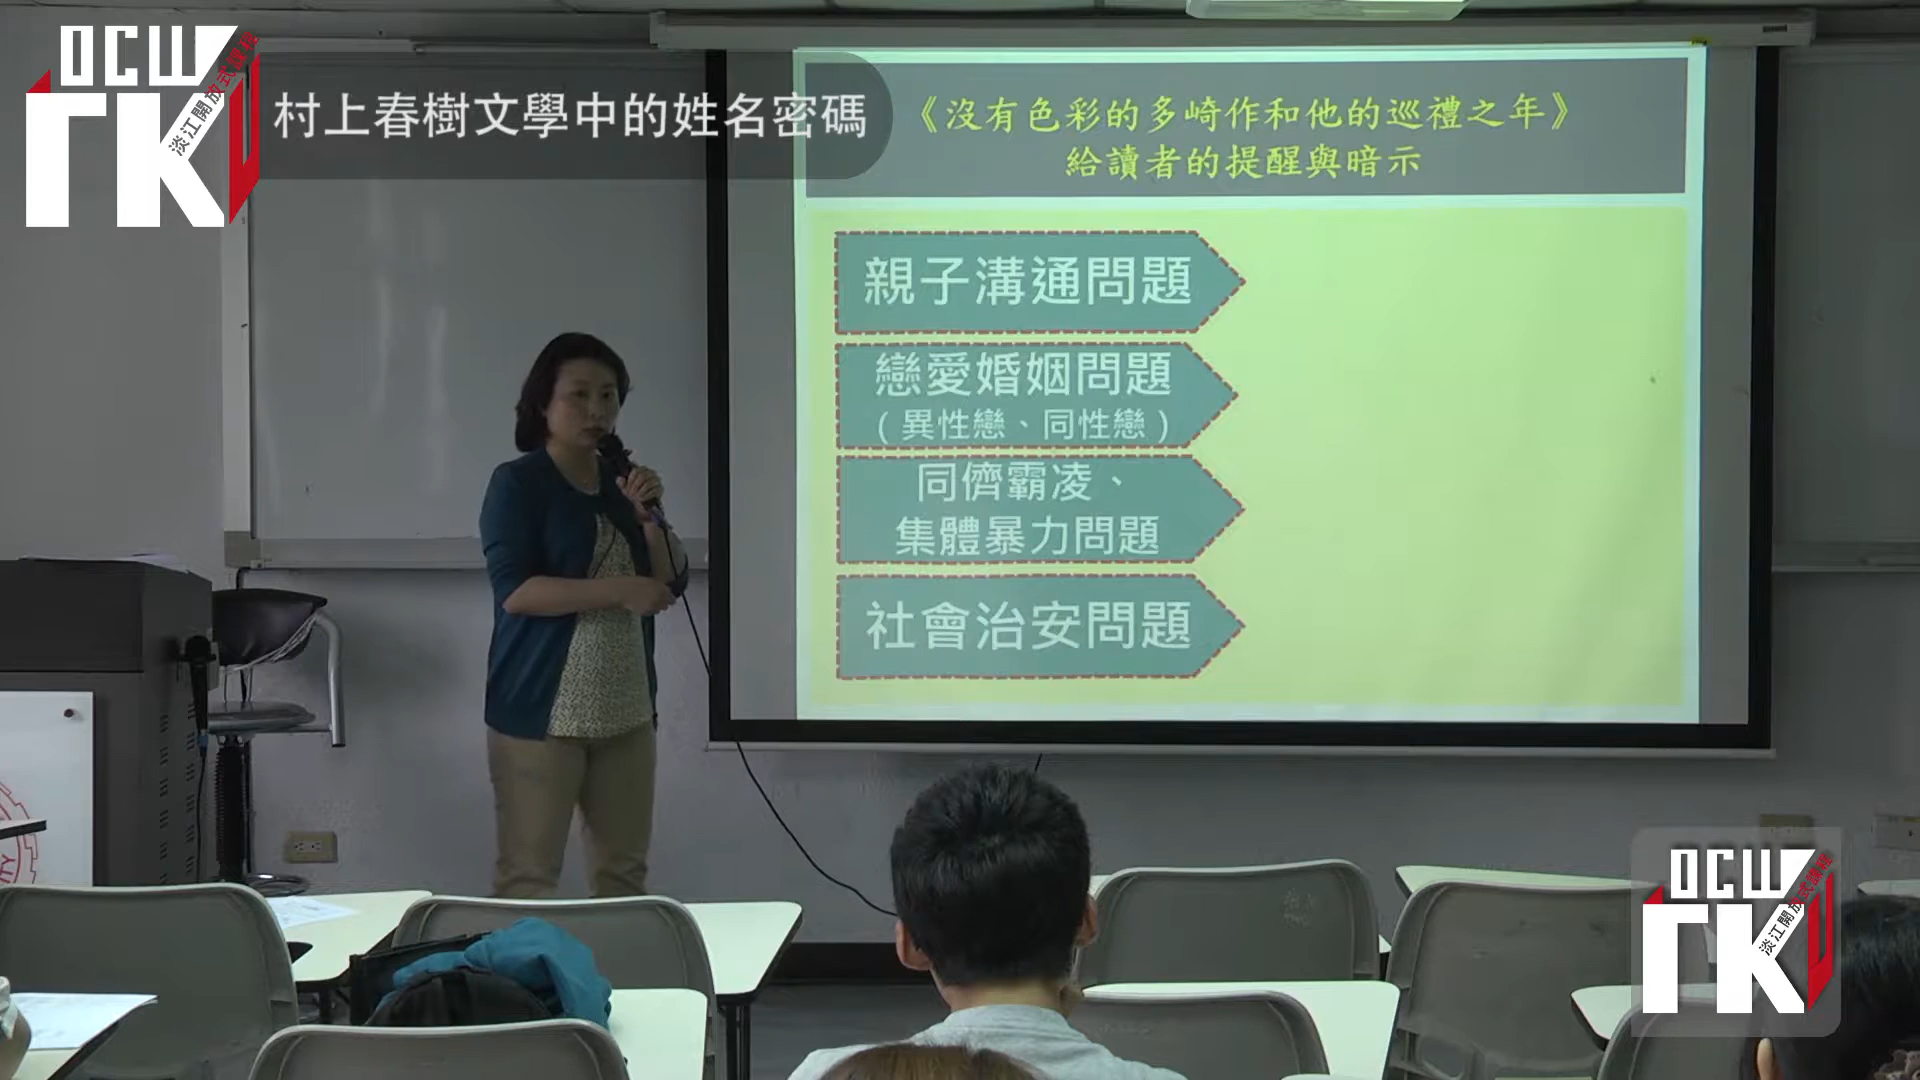 OCW
TKU
淡江開放式課程
村上春樹文學中的姓名密碼
《沒有色彩的多崎作和他的巡禮之年》
給讀者的提醒與暗示
親子溝通問題
戀愛婚姻問題
（異性戀、同性戀）
同儕霸凌、
集體暴力問題
社會治安問題
OCW
TKU
淡江開放式課程